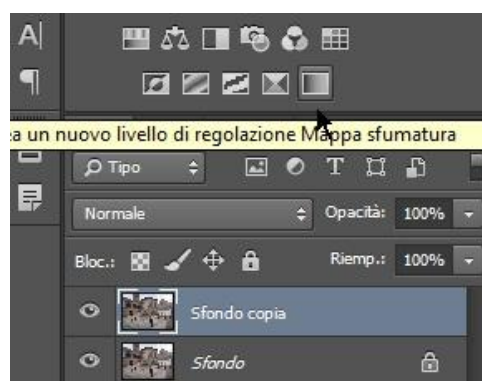 A|
¶
a un nuovo livello di regolazione Mappa sfumatura
Tipo
T
Normale Opacità: 100%
Bloc.: Riemp.: 100%
Sfondo copia
Sfondo